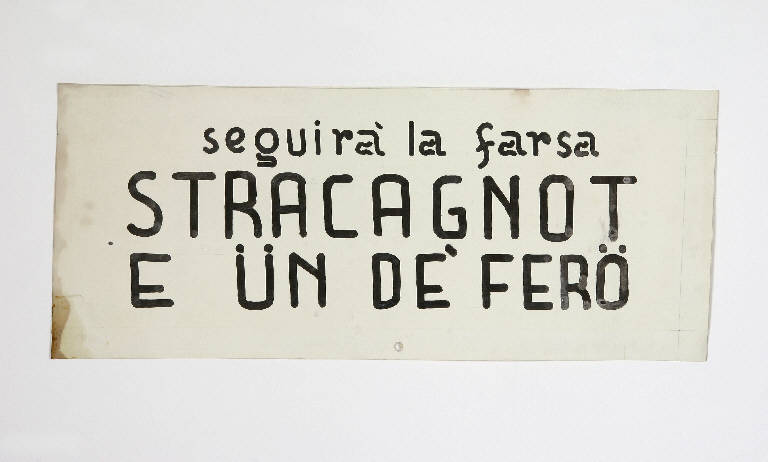 seguirà la farsa
STRACAGNOT
E ÜN DE' FERÖ